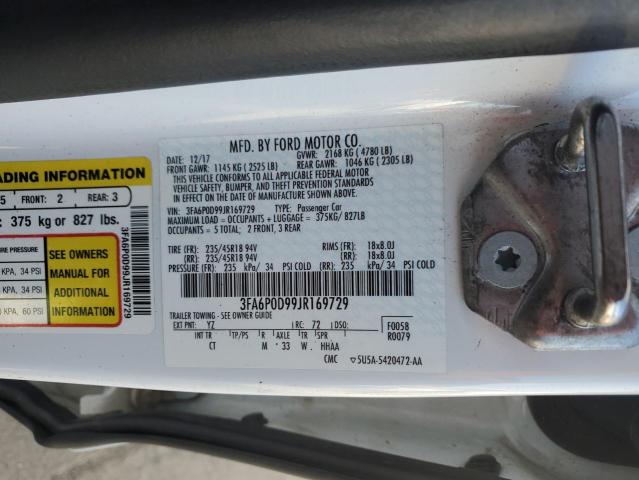 ADING INFORMATION
5 FRONT: 2 REAR: 3
: 375 kg or 827 lbs.
PRESSURE
KPA, 34 PSI
KPA, 34 PSI
KPA, 60 PSI
SEE OWNERS
MANUAL FOR
ADDITIONAL
INFORMATION
3FA6P0D99JR169729
MFD. BY FORD MOTOR CO.
12/17 GVWR: 2168 KG ( 4780 LB)
FRONT GAWR: 1145 KG ( 2525 LB) REAR GAWR: 1046 KG ( 2305 LB)
THIS VEHICLE CONFORMS TO ALL APPLICABLE FEDERAL MOTOR
VEHICLE SAFETY, BUMPER, AND THEFT PREVENTION STANDARDS
IN EFFECT ON THE DATE OF MANUFACTURE SHOWN ABOVE.
VIN: 3FA6P0D99JR169729 TYPE: Passenger Car
MAXIMUM LOAD = OCCUPANTS + LUGGAGE = 375KG/ 827LB
OCCUPANTS = 5 TOTAL: 2 FRONT, 3 REAR
TIRE (FR): 235/45R18 94V RIMS (FR): 18x8.0J
TIRE (RR): 235/45R18 94V RIMS (RR): 18x8.0J
PRESSURE (FR): 235 kPa/ 34 PSI COLD (RR): 235 kPa/ 34 PSI COLD
3FA6P0D99JR169729
TRAILER TOWING - SEE OWNER GUIDE
EXT PNT: YZ RC: 72 DSO: F0058
BR INT TR TP/PS R AXLE TR SPR R0079
CT M 33 W HHAA
CMC ▽5U5A-5420472-AA